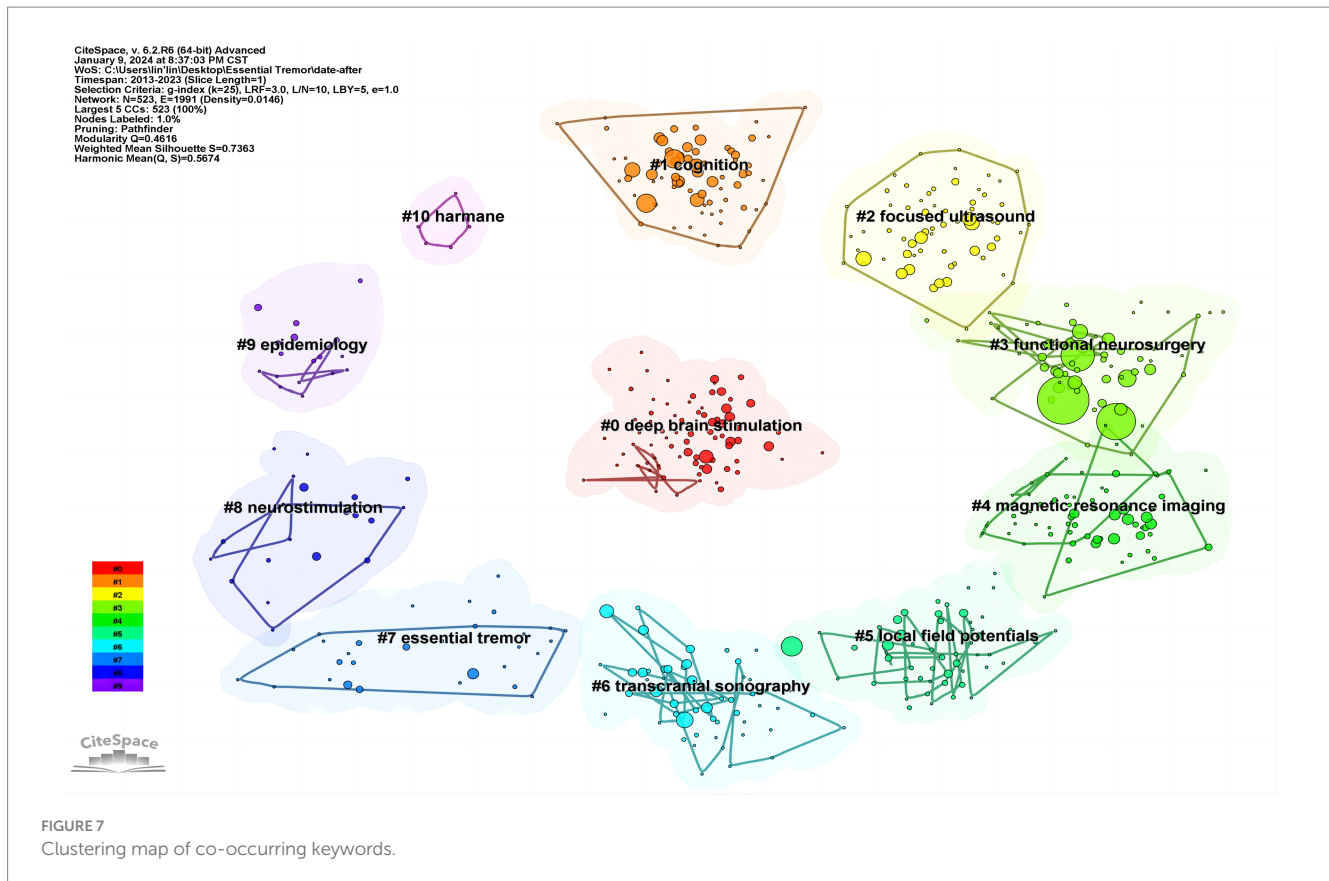 CiteSpace, v. 6.2.R6 (64-bit) Advanced
January 9, 2024 at 8:37:03 PM CST
WoS: C:\Users\lin'lin\Desktop\Essential Tremor\date-after
Timespan: 2013-2023 (Slice Length=1)
Selection Criteria: g-index (k=25), LRF=3.0, L/N=10, LBY=5, e=1.0
Network: N=523, E=1991 (Density=0.0146)
Largest 5 CCs: 523 (100%)
Nodes Labeled: 1.0%
Pruning: Pathfinder
Modularity Q=0.4616
Weighted Mean Silhouette S=0.7363
Harmonic Mean(Q, S)=0.5674
#1 cognition
#10 harmane
#2 focused ultrasound
#9 epidemiology
#3 functional neurosurgery
#0 deep brain stimulation
#8 neurostimulation
#4 magnetic resonance imaging
#7 essential tremor
#5 local field potentials
#6 transcranial sonography
#0
#1
#2
#3
#4
#5
#6
#7
#8
#9
CiteSpace
FIGURE 7
Clustering map of co-occurring keywords.